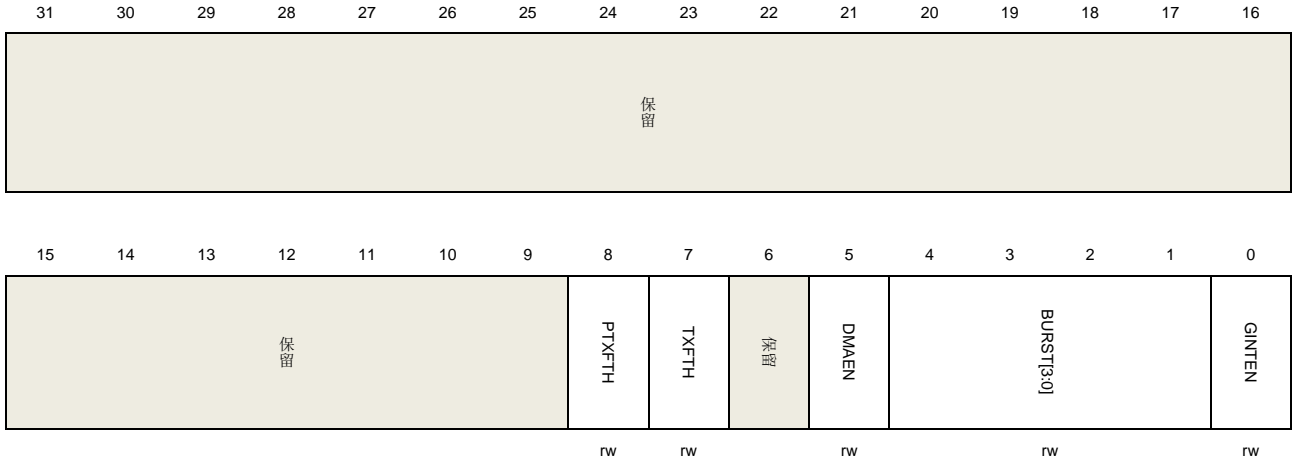 31 30 29 28 27 26 25 24 23 22 21 20 19 18 17 16
保留
15 14 13 12 11 10 9 8 7 6 5 4 3 2 1 0
保留 PTXFTH TXFTH 保留 DMAEN BURST[3:0] GINTEN
rw rw rw rw rw